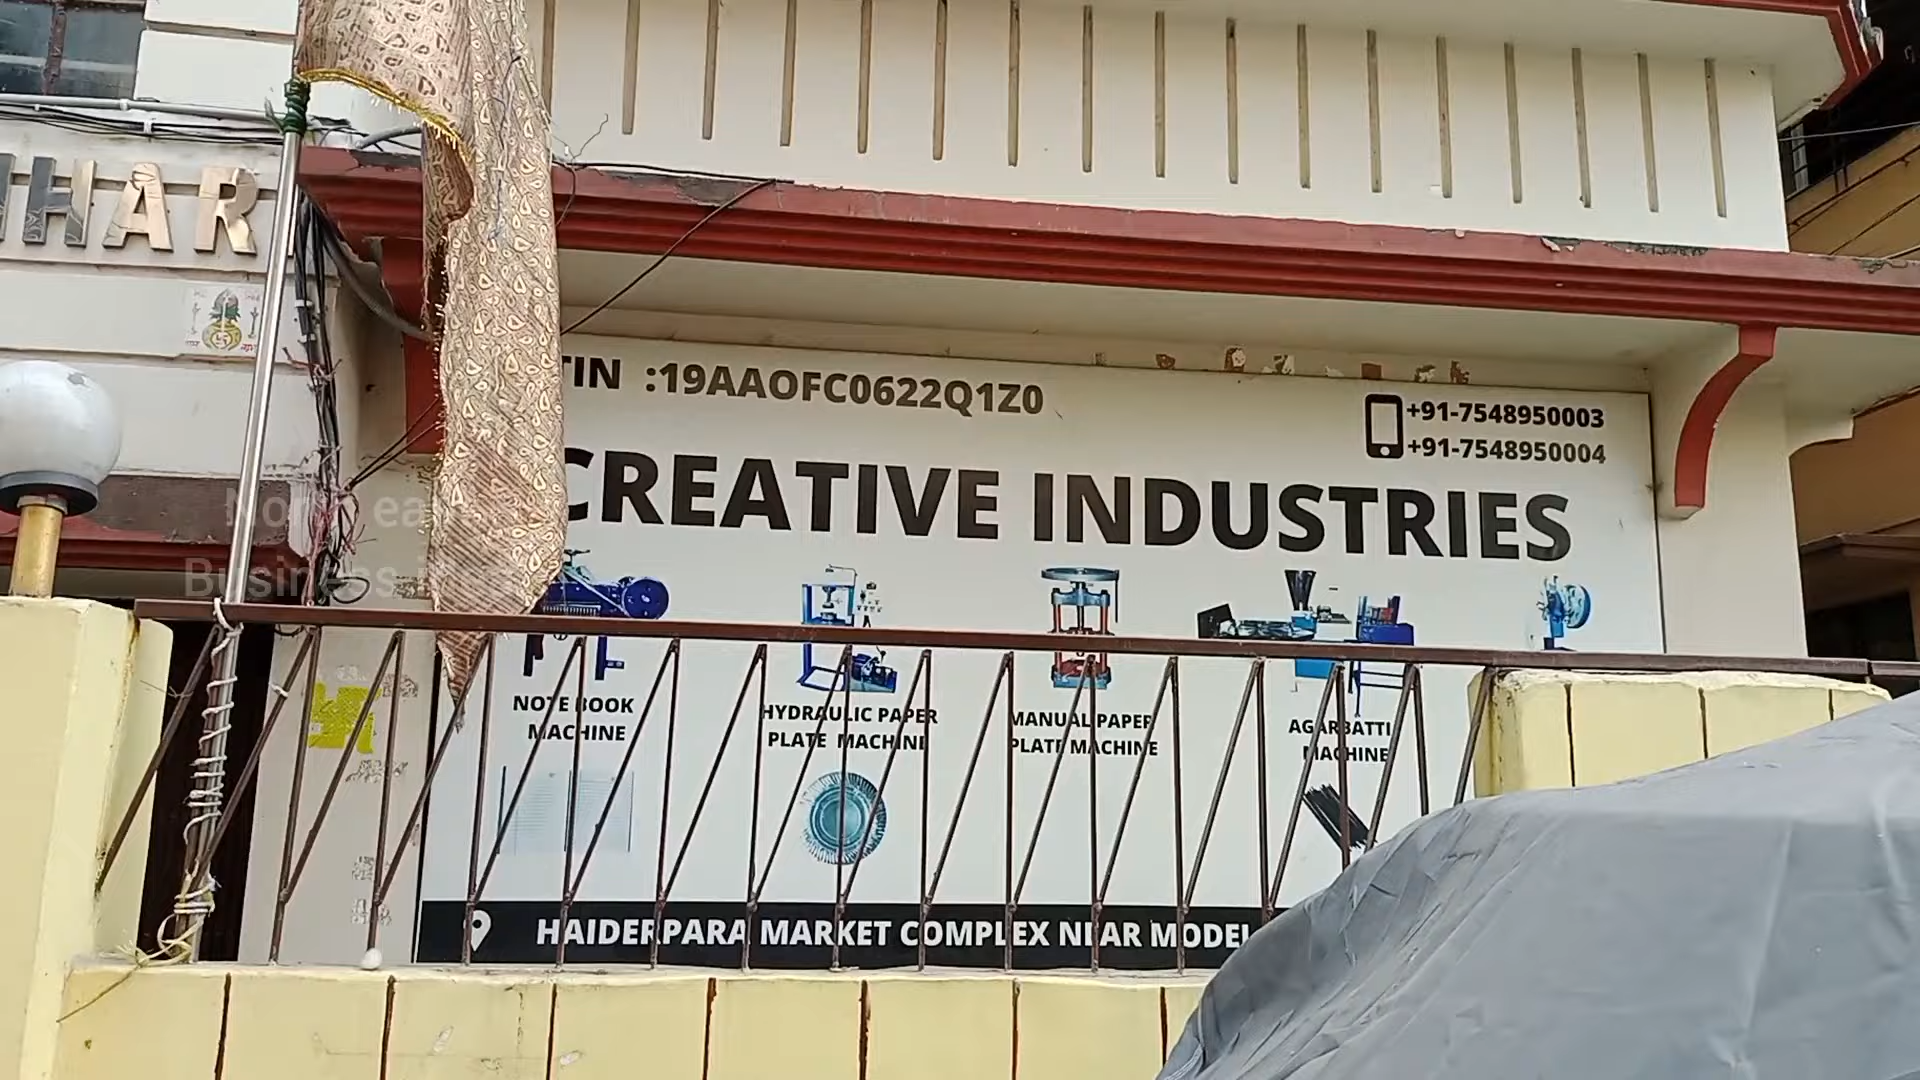 HAR
TIN :19AAOFC0622Q1Z0
+91-7548950003
+91-7548950004
CREATIVE INDUSTRIES
NOTE BOOK
MACHINE
HYDRAULIC PAPER
PLATE MACHINE
MANUAL PAPER
PLATE MACHINE
AGARBATTI
MACHINE
HAIDERPARA MARKET COMPLEX NEAR MODEL